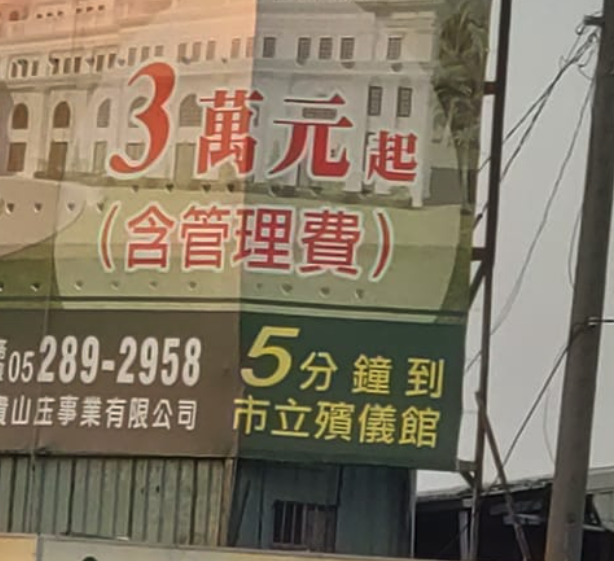 3萬元起
(含管理費)
05 289-2958
山庄事業有限公司
5分鐘到
市立殯儀館